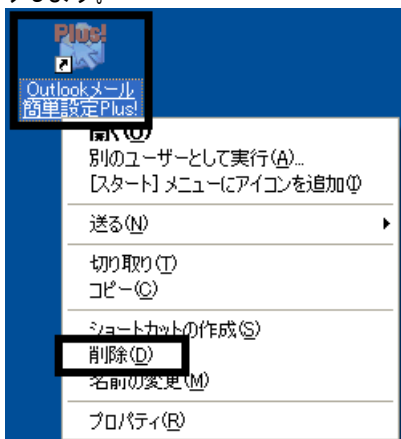 Plus!
Outlookメール
簡単設定Plus!
開く(O)
別のユーザーとして実行(A)...
[スタート] メニューにアイコンを追加(I)
送る(N)
切り取り(T)
コピー(C)
ショートカットの作成(S)
削除(D)
名前の変更(M)
プロパティ(R)